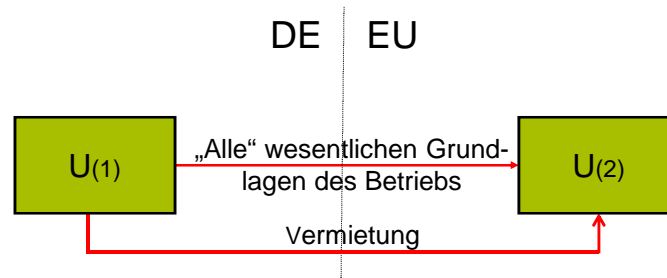 DE EU
U(1)
„Alle“ wesentlichen Grund-
lagen des Betriebs
U(2)
Vermietung